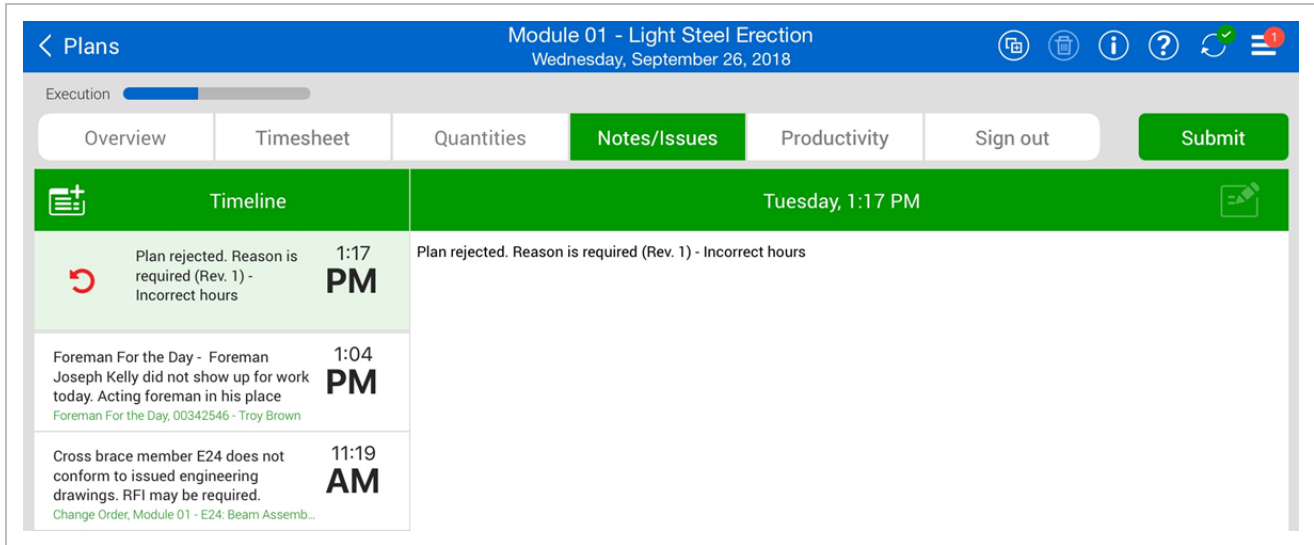 Plans
Module 01 - Light Steel Erection
Wednesday, September 26, 2018
1
Execution
Overview
Timesheet
Quantities
Notes/Issues
Productivity
Sign out
Submit
Timeline
Tuesday, 1:17 PM
Plan rejected. Reason is
required (Rev. 1) -
Incorrect hours
1:17
PM
Plan rejected. Reason is required (Rev. 1) - Incorrect hours
Foreman For the Day -  Foreman
Joseph Kelly did not show up for work
today. Acting foreman in his place
Foreman For the Day, 00342546 - Troy Brown
1:04
PM
Cross brace member E24 does not
conform to issued engineering
drawings. RFI may be required.
Change Order, Module 01 - E24: Beam Assemb...
11:19
AM